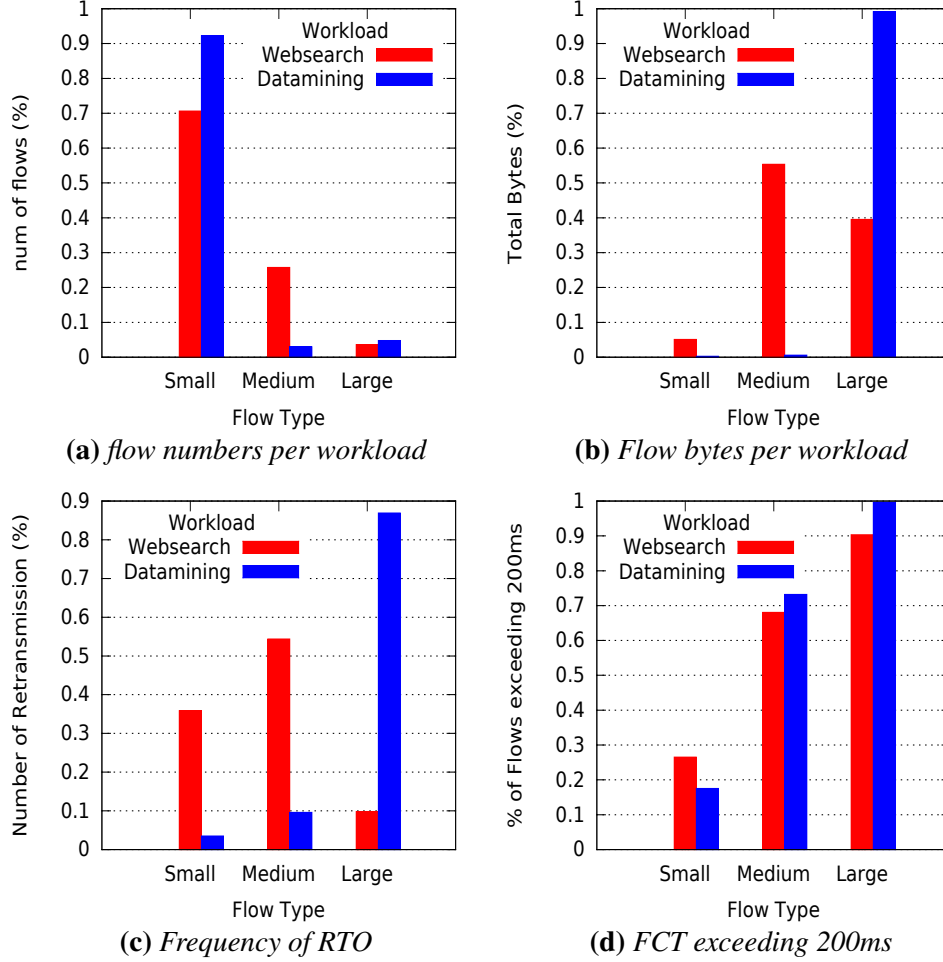 num of flows (%)
1
0.9
0.8
0.7
0.6
0.5
0.4
0.3
0.2
0.1
0
Workload
Websearch
Datamining
Small Medium Large
Flow Type
(a) flow numbers per workload
Total Bytes (%)
1
0.9
0.8
0.7
0.6
0.5
0.4
0.3
0.2
0.1
0
Workload
Websearch
Datamining
Small Medium Large
Flow Type
(b) Flow bytes per workload
Number of Retransmission (%)
0.9
0.8
0.7
0.6
0.5
0.4
0.3
0.2
0.1
0
Workload
Websearch
Datamining
Small Medium Large
Flow Type
(c) Frequency of RTO
% of Flows exceeding 200ms
1
0.9
0.8
0.7
0.6
0.5
0.4
0.3
0.2
0.1
0
Workload
Websearch
Datamining
Small Medium Large
Flow Type
(d) FCT exceeding 200ms